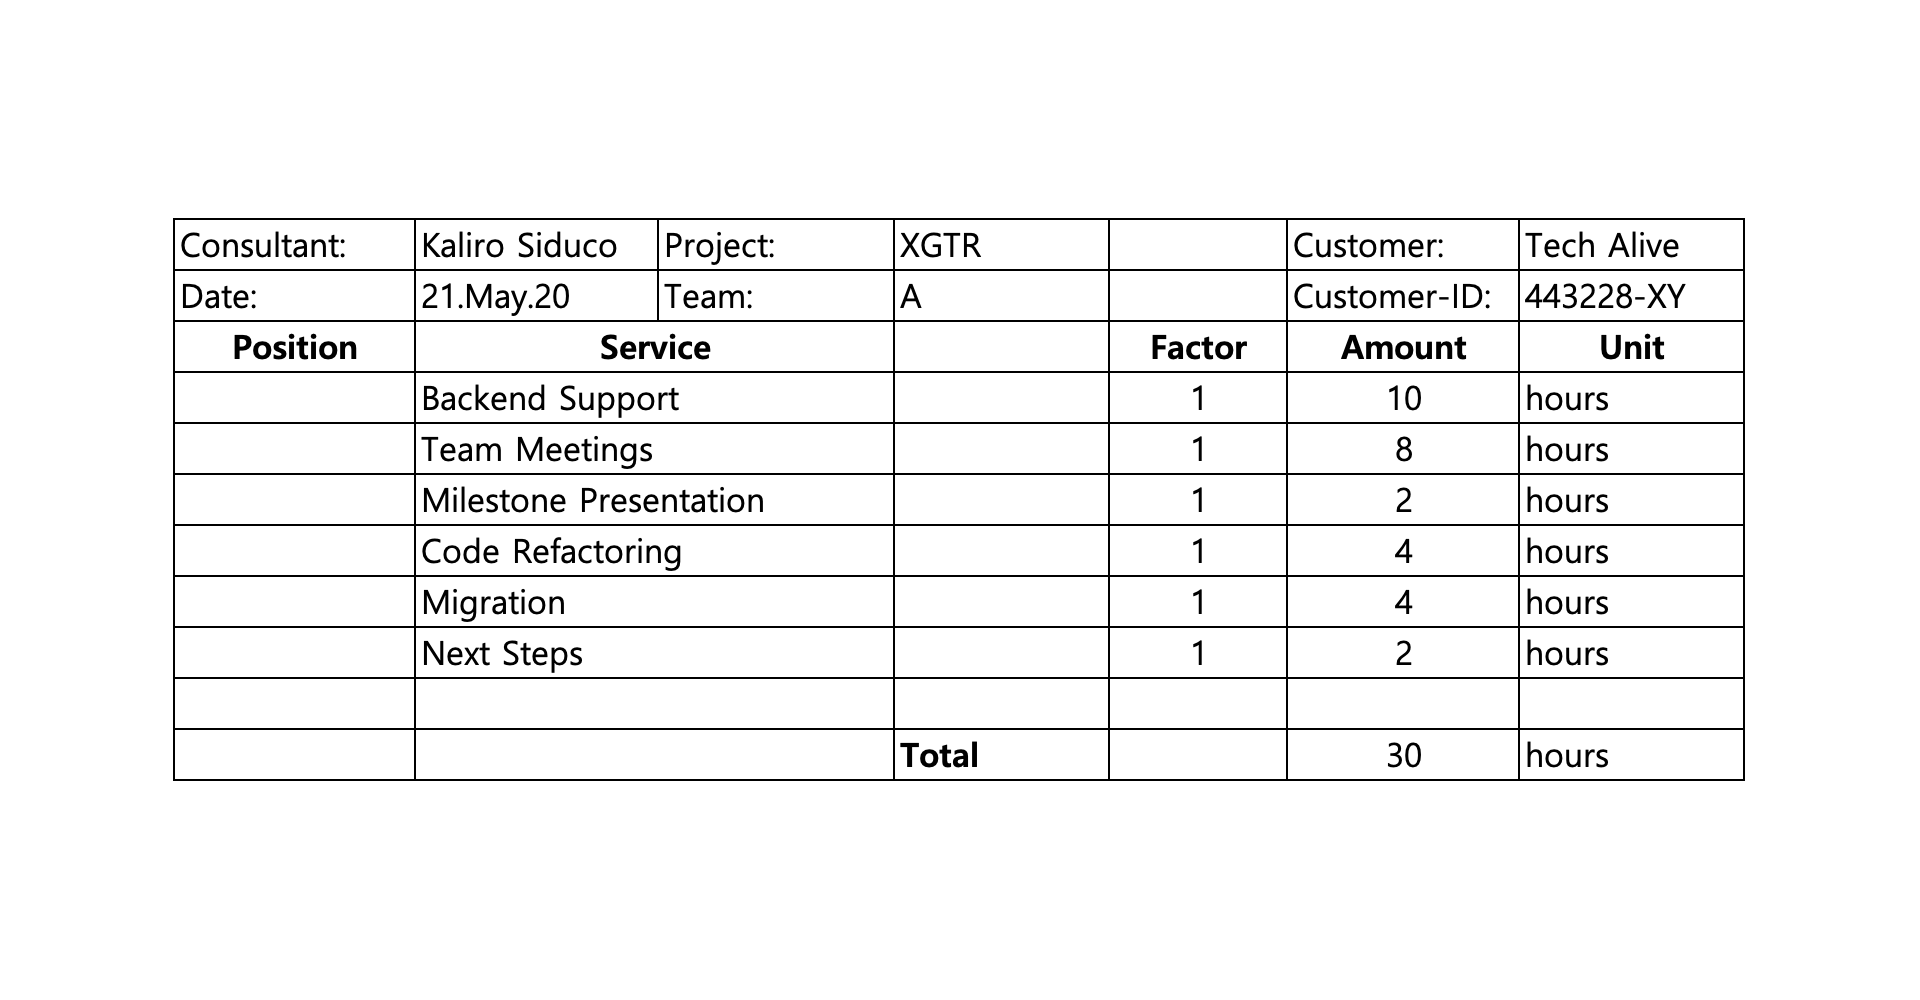 Consultant: Kaliro Siduco Project: XGTR Customer: Tech Alive
Date: 21.May.20 Team: A Customer-ID: 443228-XY
Position Service Factor Amount Unit
Backend Support 1 10 hours
Team Meetings 1 8 hours
Milestone Presentation 1 2 hours
Code Refactoring 1 4 hours
Migration 1 4 hours
Next Steps 1 2 hours
Total 30 hours